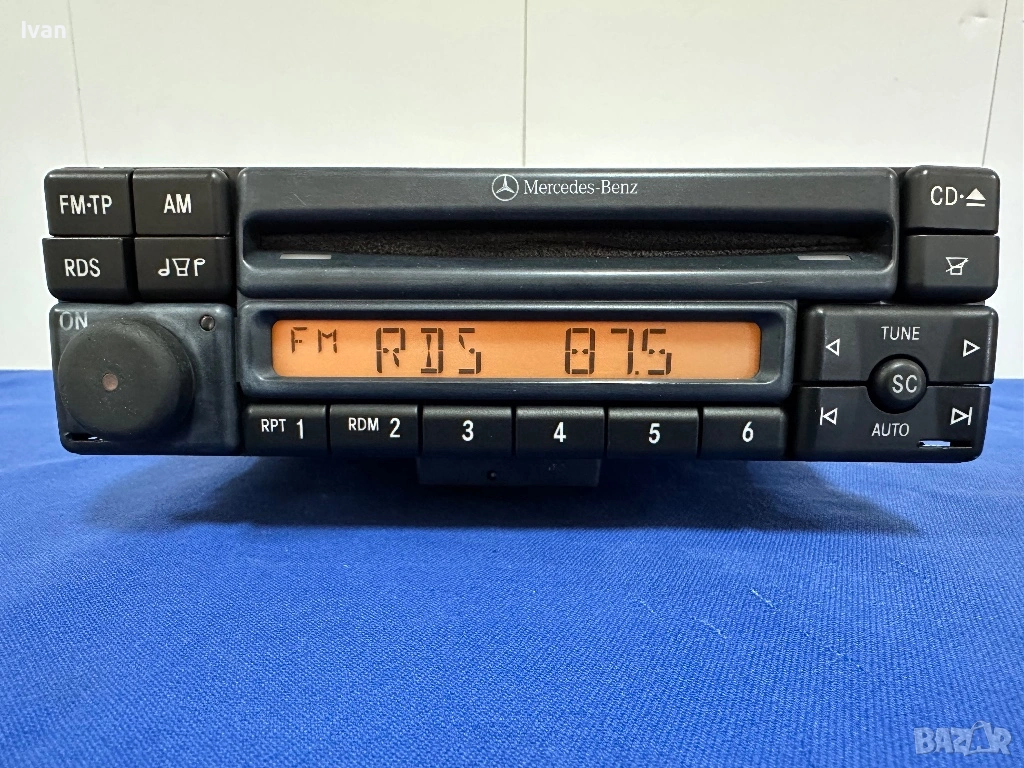 Ivan
Mercedes-Benz
FM·TP AM
CD·
RDS
ON
FM RDS 87.5
TUNE
SC
AUTO
RPT 1 RDM 2 3 4 5 6
BAZAR